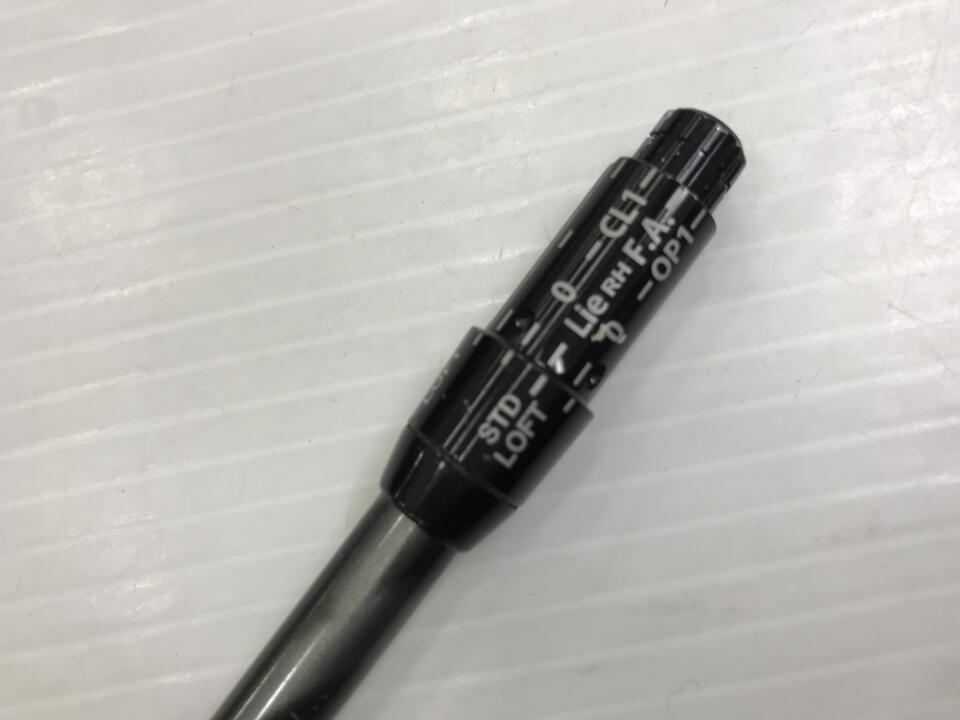 0 — CL1 —
Lie RH F.A.
0 — OP1 —
STD
LOFT